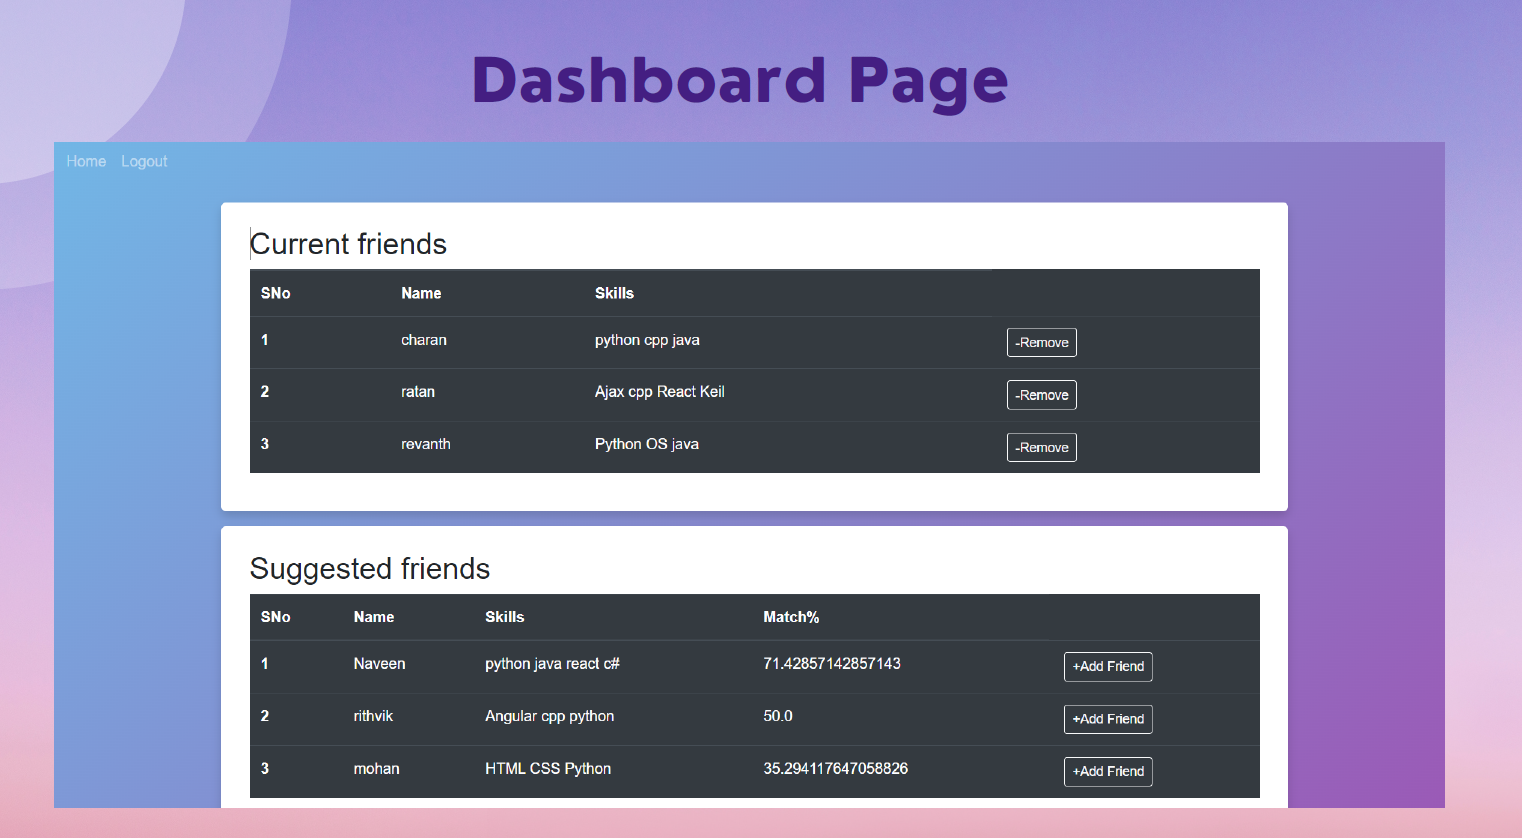 Dashboard Page
Home Logout
Current friends
SNo Name Skills
1 charan python cpp java -Remove
2 ratan Ajax cpp React Keil -Remove
3 revanth Python OS java -Remove
Suggested friends
SNo Name Skills Match%
1 Naveen python java react c# 71.42857142857143 +Add Friend
2 rithvik Angular cpp python 50.0 +Add Friend
3 mohan HTML CSS Python 35.294117647058826 +Add Friend